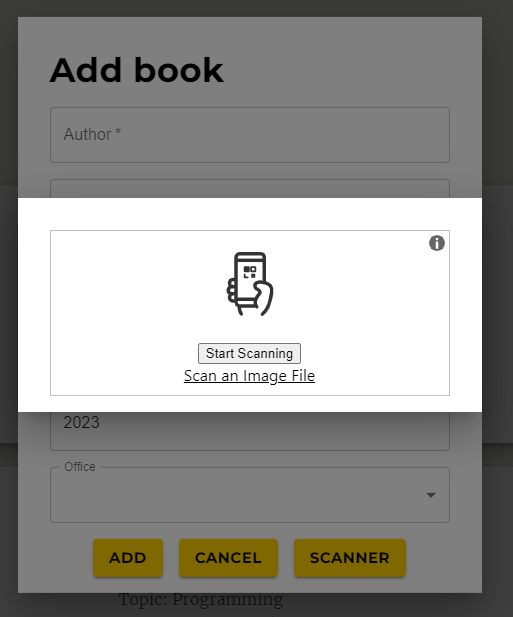 Add book
Author *
Start Scanning
Scan an Image File
2023
Office
ADD
CANCEL
SCANNER
Topic: Programming